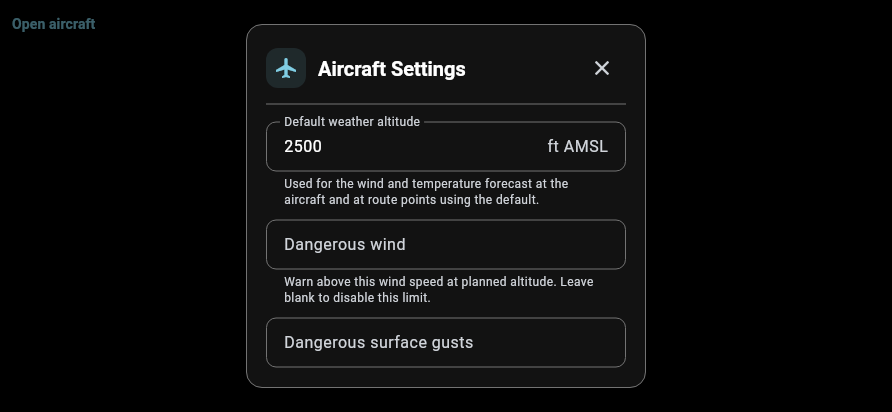 Open aircraft
Aircraft Settings
Default weather altitude
2500 ft AMSL
Used for the wind and temperature forecast at the
aircraft and at route points using the default.
Dangerous wind
Warn above this wind speed at planned altitude. Leave
blank to disable this limit.
Dangerous surface gusts